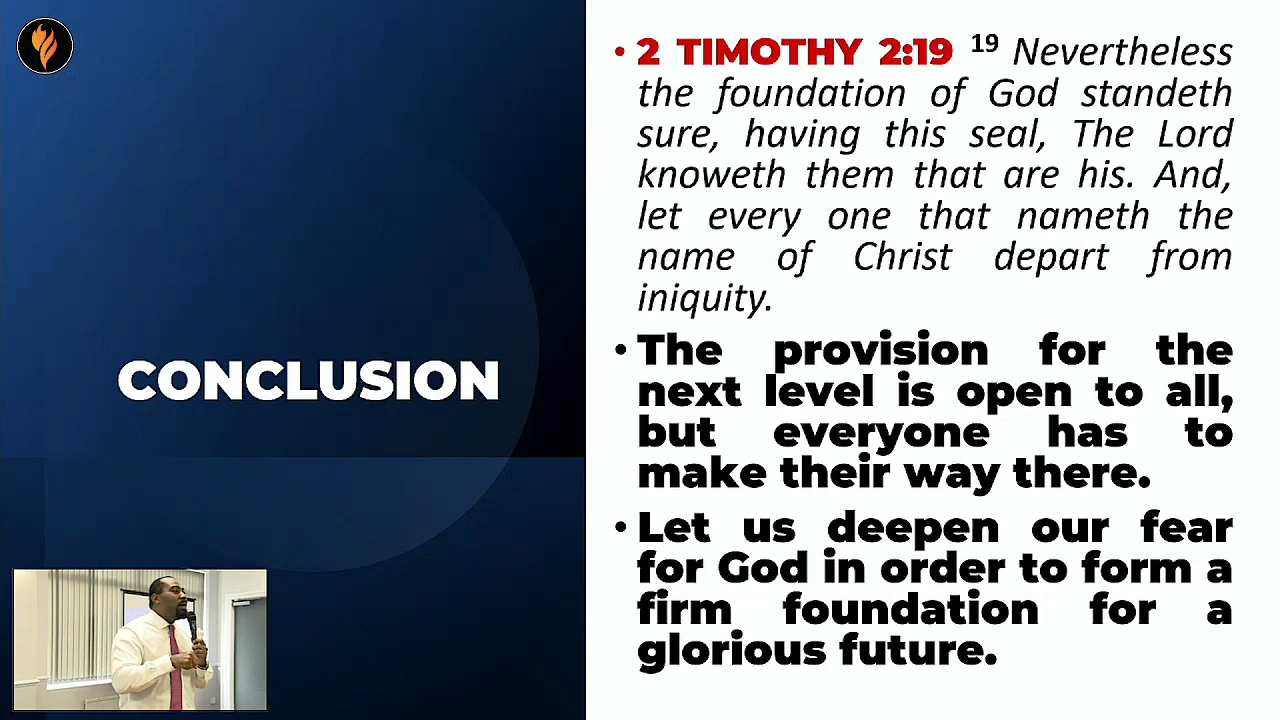 CONCLUSION
• 2 TIMOTHY 2:19 19 Nevertheless
the foundation of God standeth
sure, having this seal, The Lord
knoweth them that are his. And,
let every one that nameth the
name of Christ depart from
iniquity.
• The provision for the
next level is open to all,
but everyone has to
make their way there.
• Let us deepen our fear
for God in order to form a
firm foundation for a
glorious future.